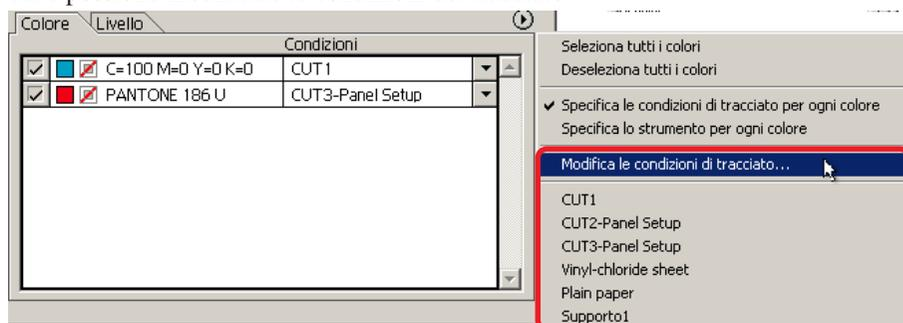 Colore Livello
Condizioni
C=100 M=0 Y=0 K=0 CUT1
PANTONE 186 U CUT3-Panel Setup
Seleziona tutti i colori
Deseleziona tutti i colori
Specifica le condizioni di tracciato per ogni colore
Specifica lo strumento per ogni colore
Modifica le condizioni di tracciato...
CUT1
CUT2-Panel Setup
CUT3-Panel Setup
Vinyl-chloride sheet
Plain paper
Supporto1